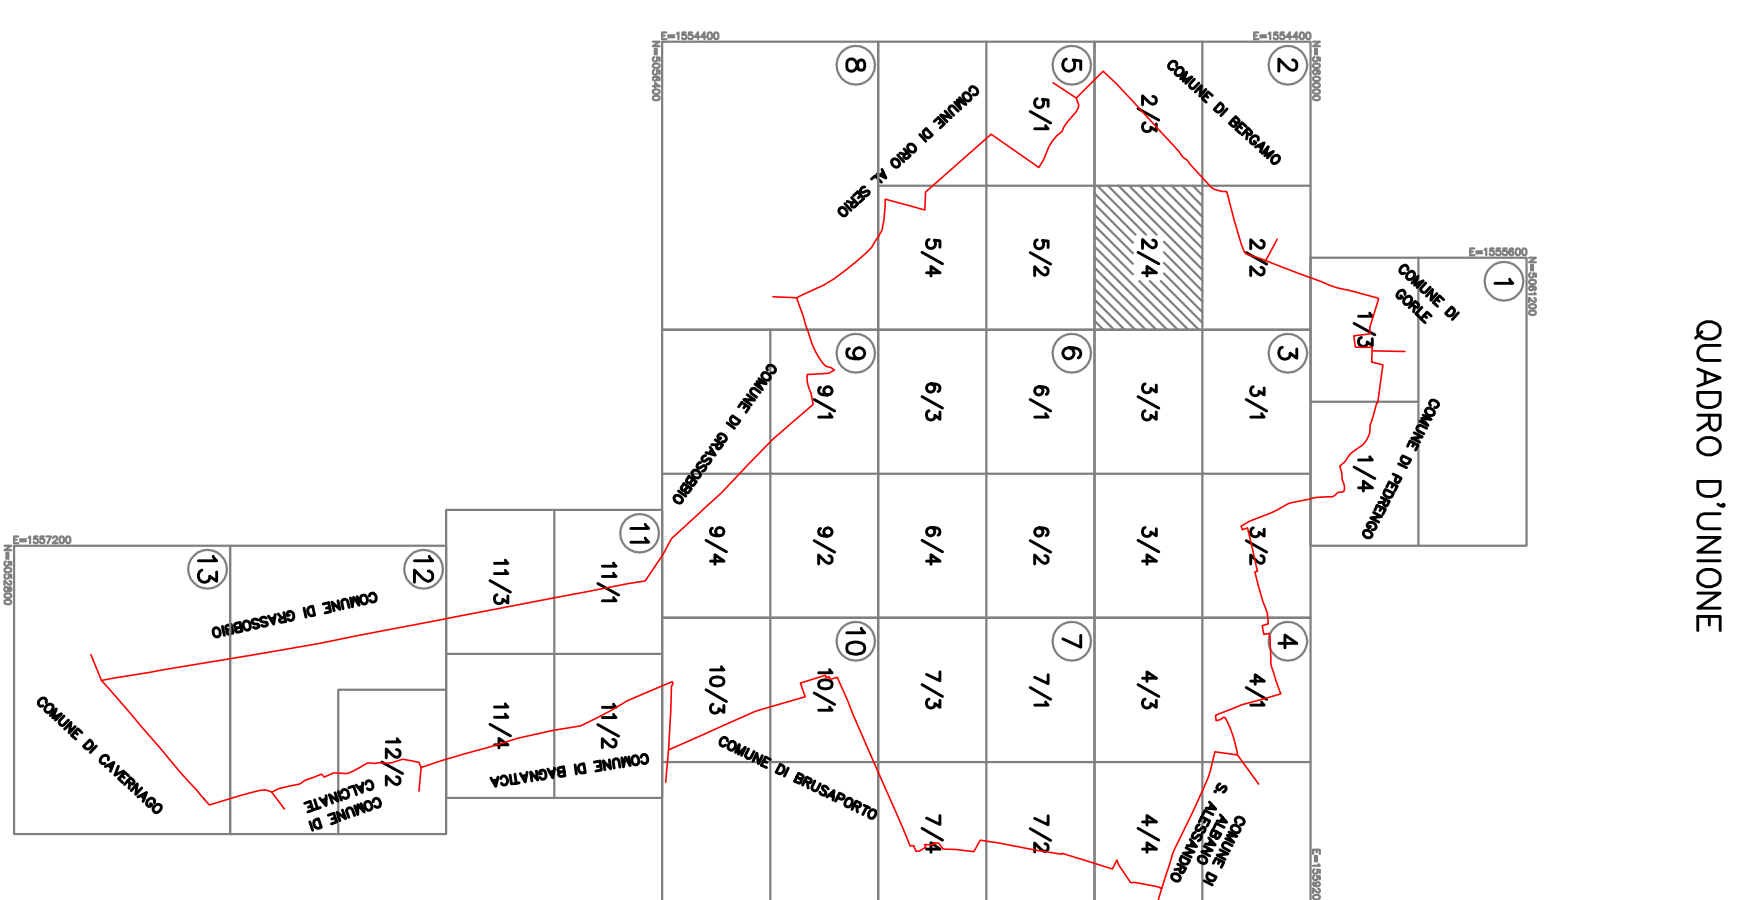 QUADRO D'UNIONE
E=1555600
N=5061200
1
COMUNE DI
GORLE
1/3
1/4
COMUNE DI PEDRENGO
E=1554400
N=5060000
2
COMUNE DI BERGAMO
2/2
2/3
2/4
3
3/1
3/2
3/3
3/4
4
4/1
4/3
4/4
COMUNE DI
ALBANO
S. ALESSANDRO
5
5/1
5/2
5/4
6
6/1
6/2
6/3
6/4
7
7/1
7/2
7/3
7/4
COMUNE DI ORIO AL
SERIO
E=1554400
N=5056400
8
9
9/1
9/2
9/4
COMUNE DI GRASSOBBIO
10
10/1
10/3
COMUNE DI BRUSAPORTO
11
11/1
11/2
11/3
11/4
COMUNE DI BAGNATICA
12
12/2
COMUNE DI GRASSOBBIO
COMUNE DI
CALCINATE
E=1557200
N=5052800
13
COMUNE DI CAVERNAGO